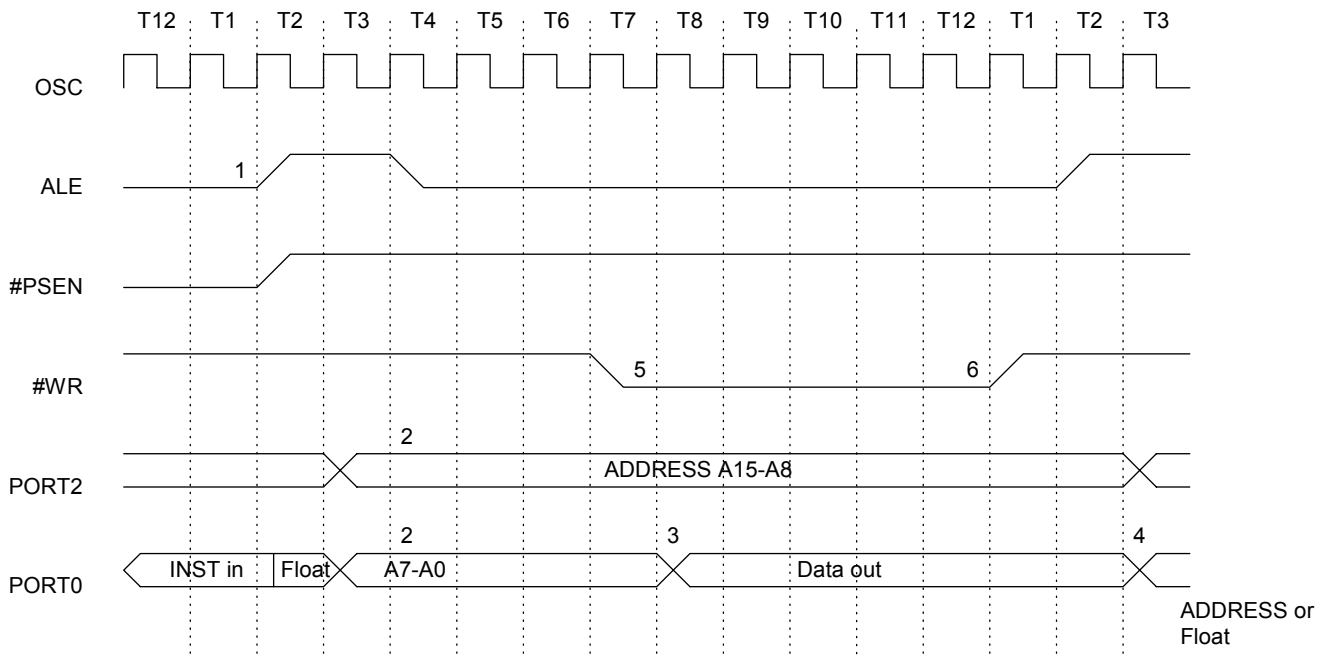 T12 T1 T2 T3 T4 T5 T6 T7 T8 T9 T10 T11 T12 T1 T2 T3
OSC
1
ALE
#PSEN
5 6
#WR
2
ADDRESS A15-A8
PORT2
2 3 4
INST in Float A7-A0 Data out
PORT0
ADDRESS or
Float